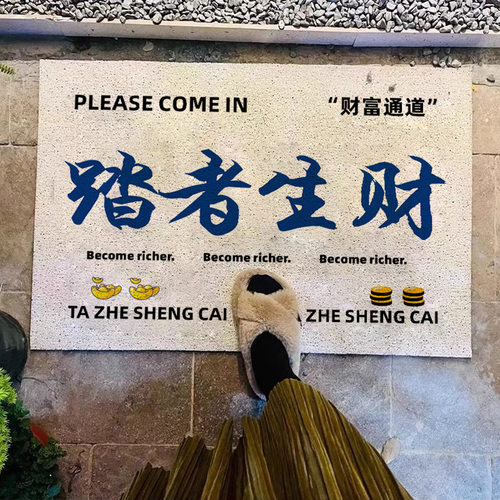 PLEASE COME IN
“财富通道”
踏者生财
Become richer. Become richer. Become richer.
TA ZHE SHENG CAI
ZHE SHENG CAI